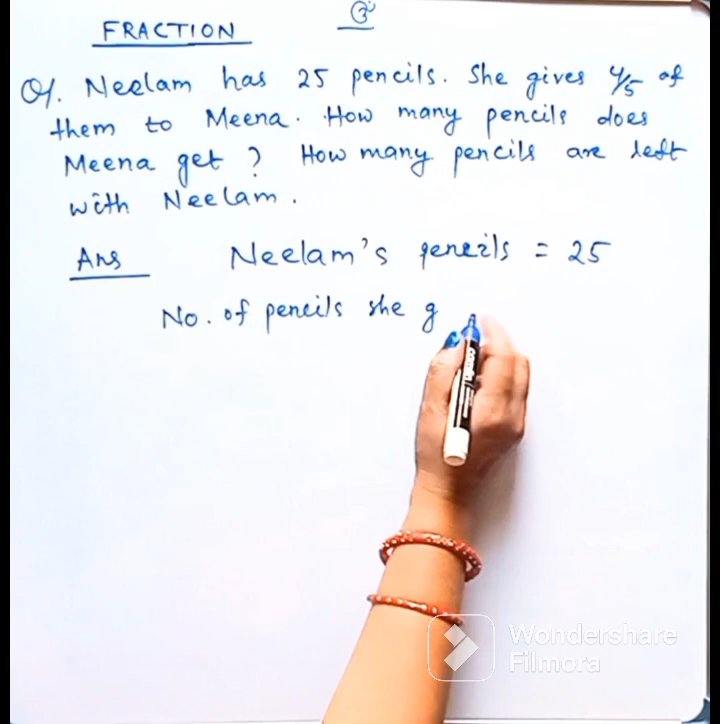 FRACTION
ॐ
Q1. Neelam has 25 pencils. She gives 4/5 of
them to Meena. How many pencils does
Meena get ? How many pencils are left
with Neelam.
Ans Neelam's pencils = 25
No. of pencils she g
Wondershare
Filmora